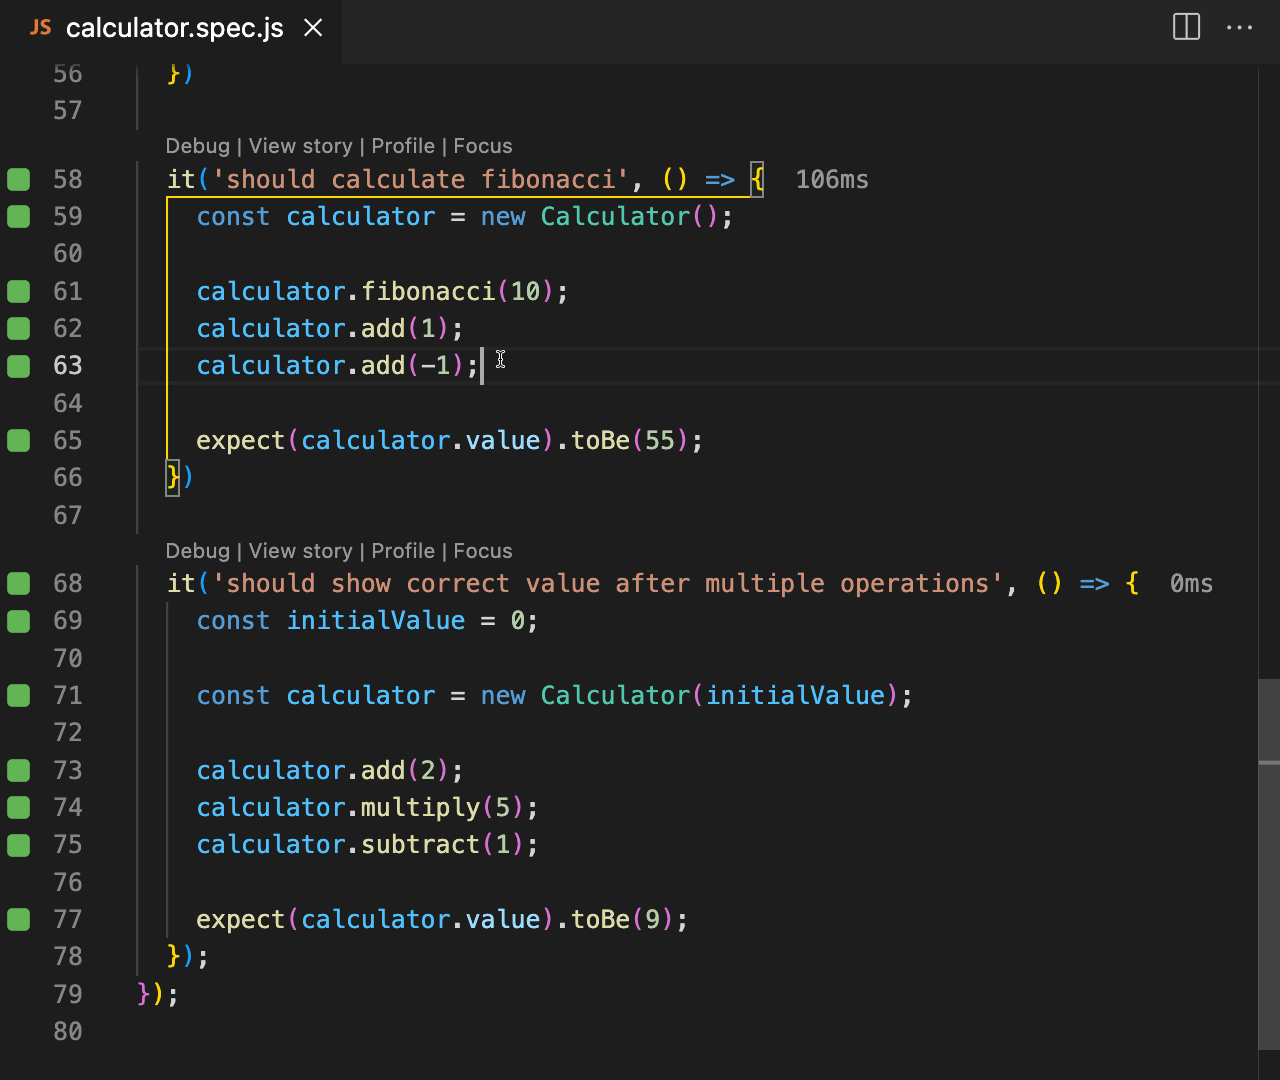 JS calculator.spec.js
56 })
57
Debug | View story | Profile | Focus
58 it('should calculate fibonacci', () => { 106ms
59 const calculator = new Calculator();
60
61 calculator.fibonacci(10);
62 calculator.add(1);
63 calculator.add(-1);
64
65 expect(calculator.value).toBe(55);
66 })
67
Debug | View story | Profile | Focus
68 it('should show correct value after multiple operations', () => { 0ms
69 const initialValue = 0;
70
71 const calculator = new Calculator(initialValue);
72
73 calculator.add(2);
74 calculator.multiply(5);
75 calculator.subtract(1);
76
77 expect(calculator.value).toBe(9);
78 });
79 });
80